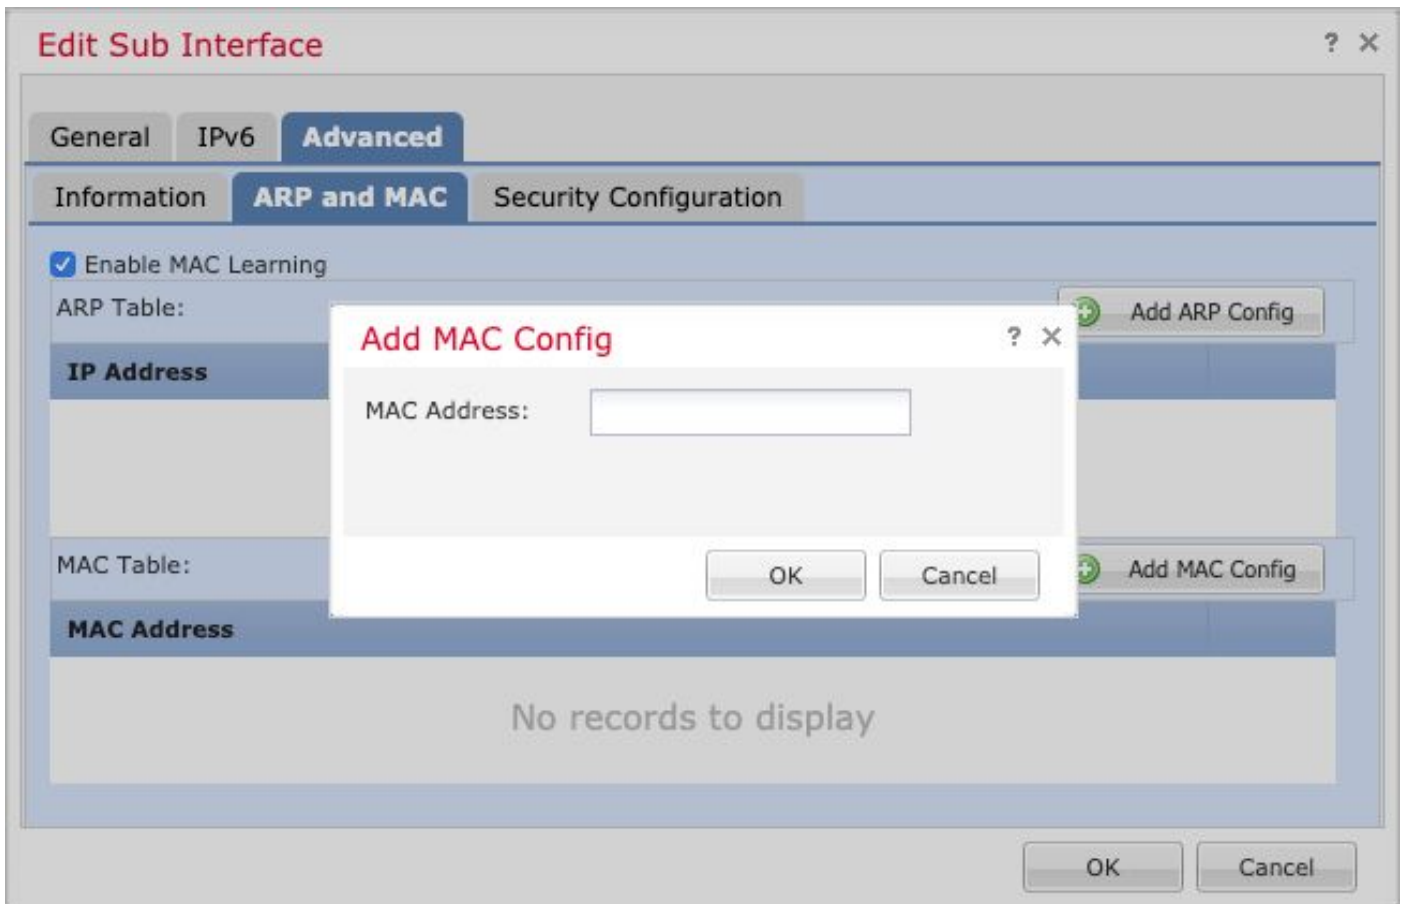 Edit Sub Interface ? ×
General IPv6 Advanced
Information ARP and MAC Security Configuration
Enable MAC Learning
ARP Table:
Add ARP Config
IP Address
Add MAC Config ? ×
MAC Address:
OK Cancel
MAC Table:
Add MAC Config
MAC Address
No records to display
OK Cancel